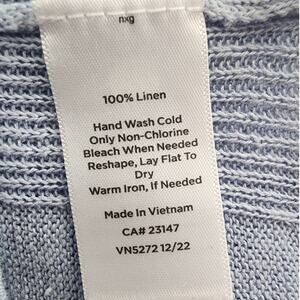 nxg
100% Linen
Hand Wash Cold
Only Non-Chlorine
Bleach When Needed
Reshape, Lay Flat To
Dry
Warm Iron, If Needed
Made In Vietnam
CA# 23147
VN5272 12/22